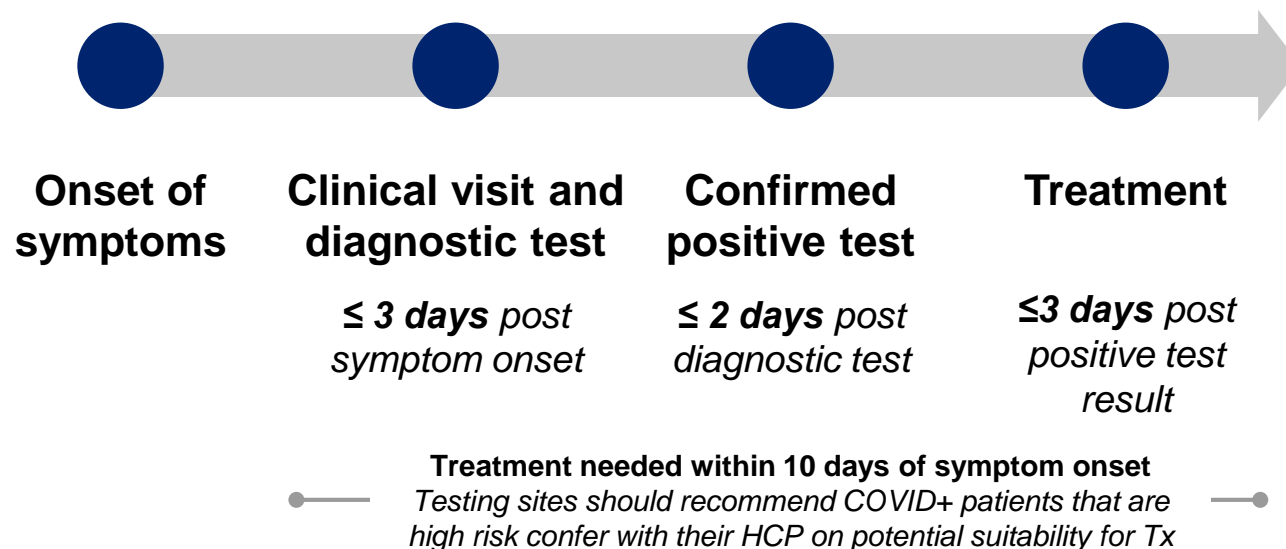 Onset of
symptoms
Clinical visit and
diagnostic test
≤ 3 days post
symptom onset
Confirmed
positive test
≤ 2 days post
diagnostic test
Treatment
≤3 days post
positive test
result
Treatment needed within 10 days of symptom onset
Testing sites should recommend COVID+ patients that are
high risk confer with their HCP on potential suitability for Tx